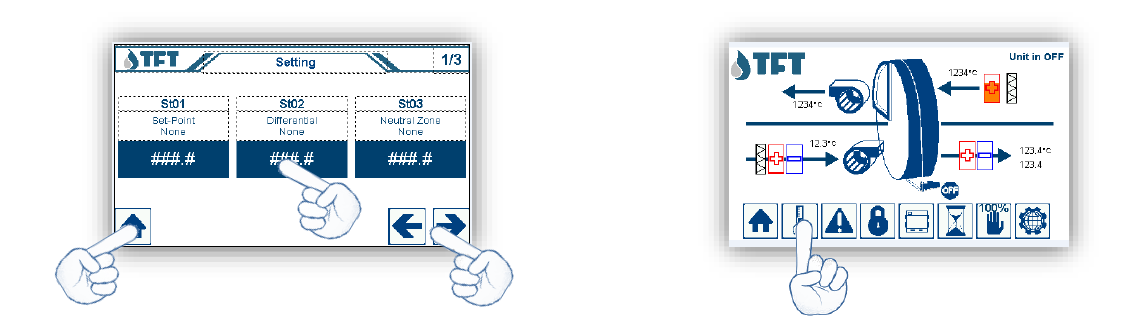 TFT
Setting
1/3
St01
St02
St03
Set-Point
None
Differential
None
Neutral Zone
None
###.#
###.#
###.#
TFT
Unit in OFF
1234°c
1234°c
12.3°c
123.4°c
123.4
OFF
100%